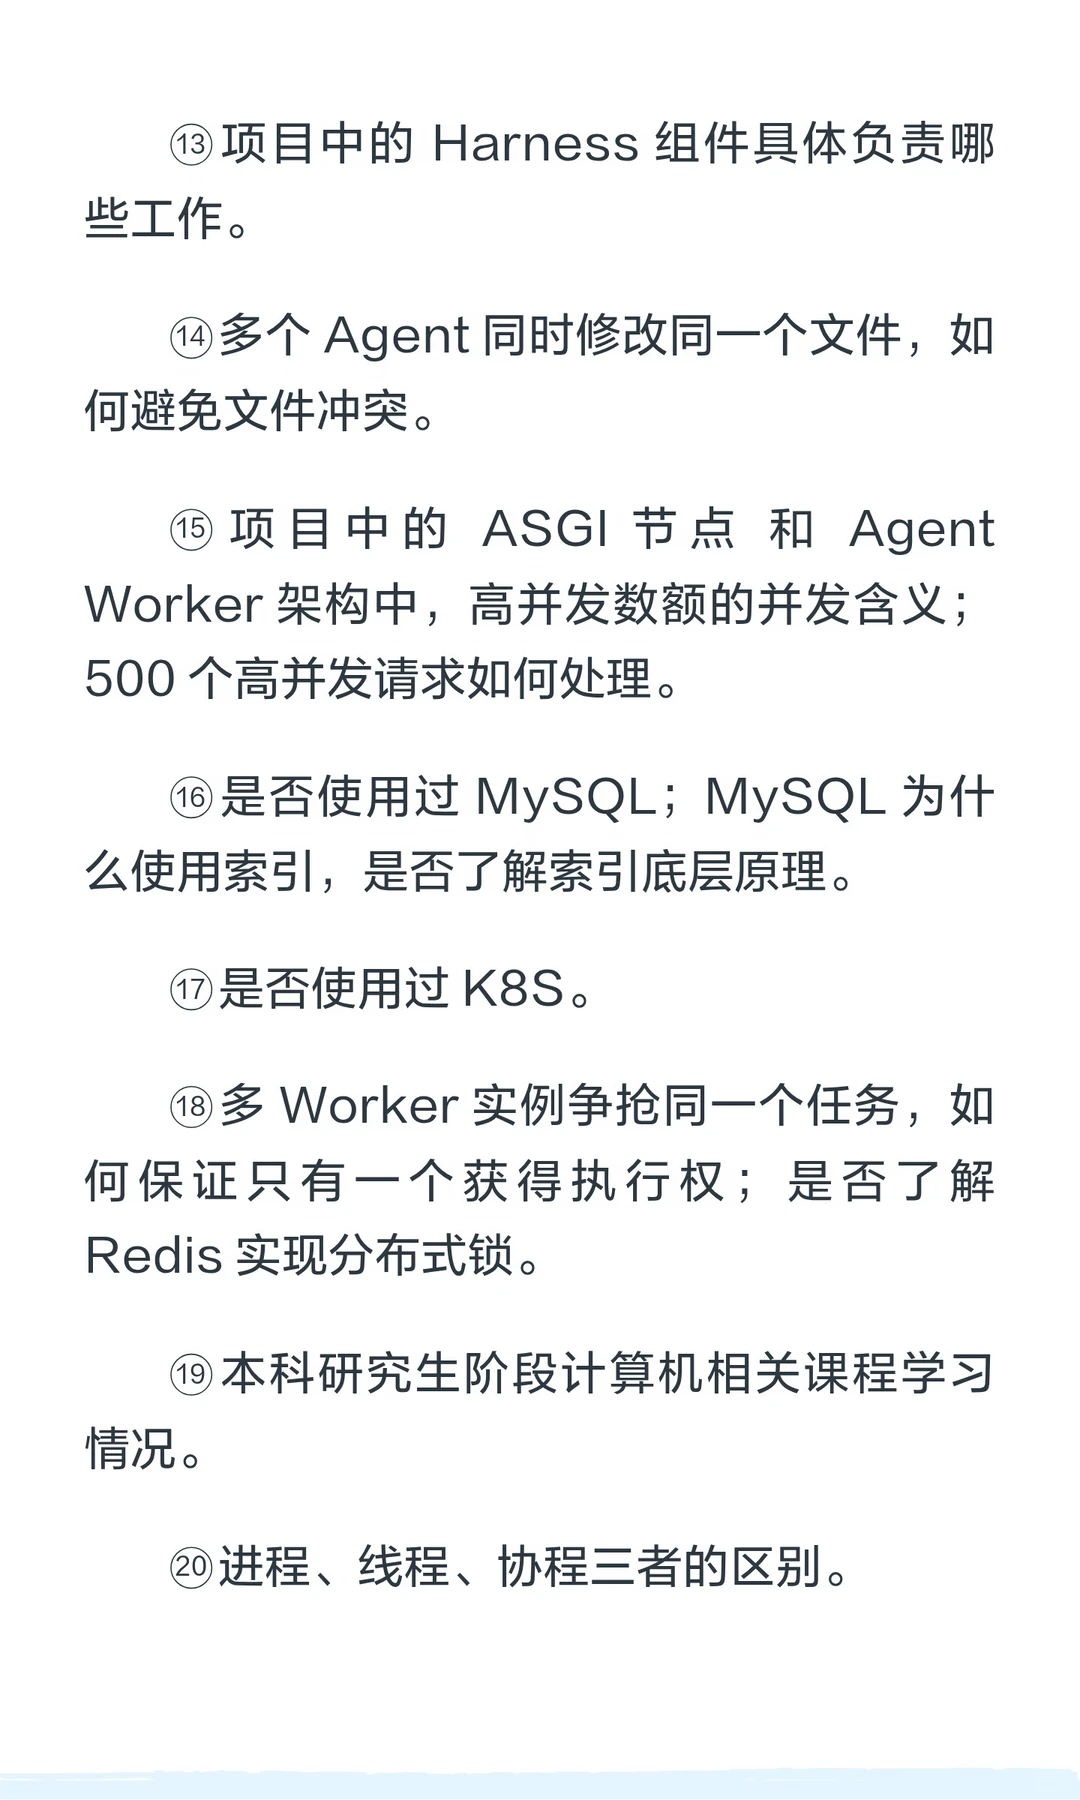 ⑬项目中的 Harness 组件具体负责哪
些工作。
⑭多个 Agent 同时修改同一个文件，如
何避免文件冲突。
⑮项目中的 ASGI 节点 和 Agent
Worker 架构中，高并发数额的并发含义；
500 个高并发请求如何处理。
⑯是否使用过 MySQL；MySQL 为什
么使用索引，是否了解索引底层原理。
⑰是否使用过 K8S。
⑱多 Worker 实例争抢同一个任务，如
何保证只有一个获得执行权；是否了解
Redis 实现分布式锁。
⑲本科研究生阶段计算机相关课程学习
情况。
⑳进程、线程、协程三者的区别。